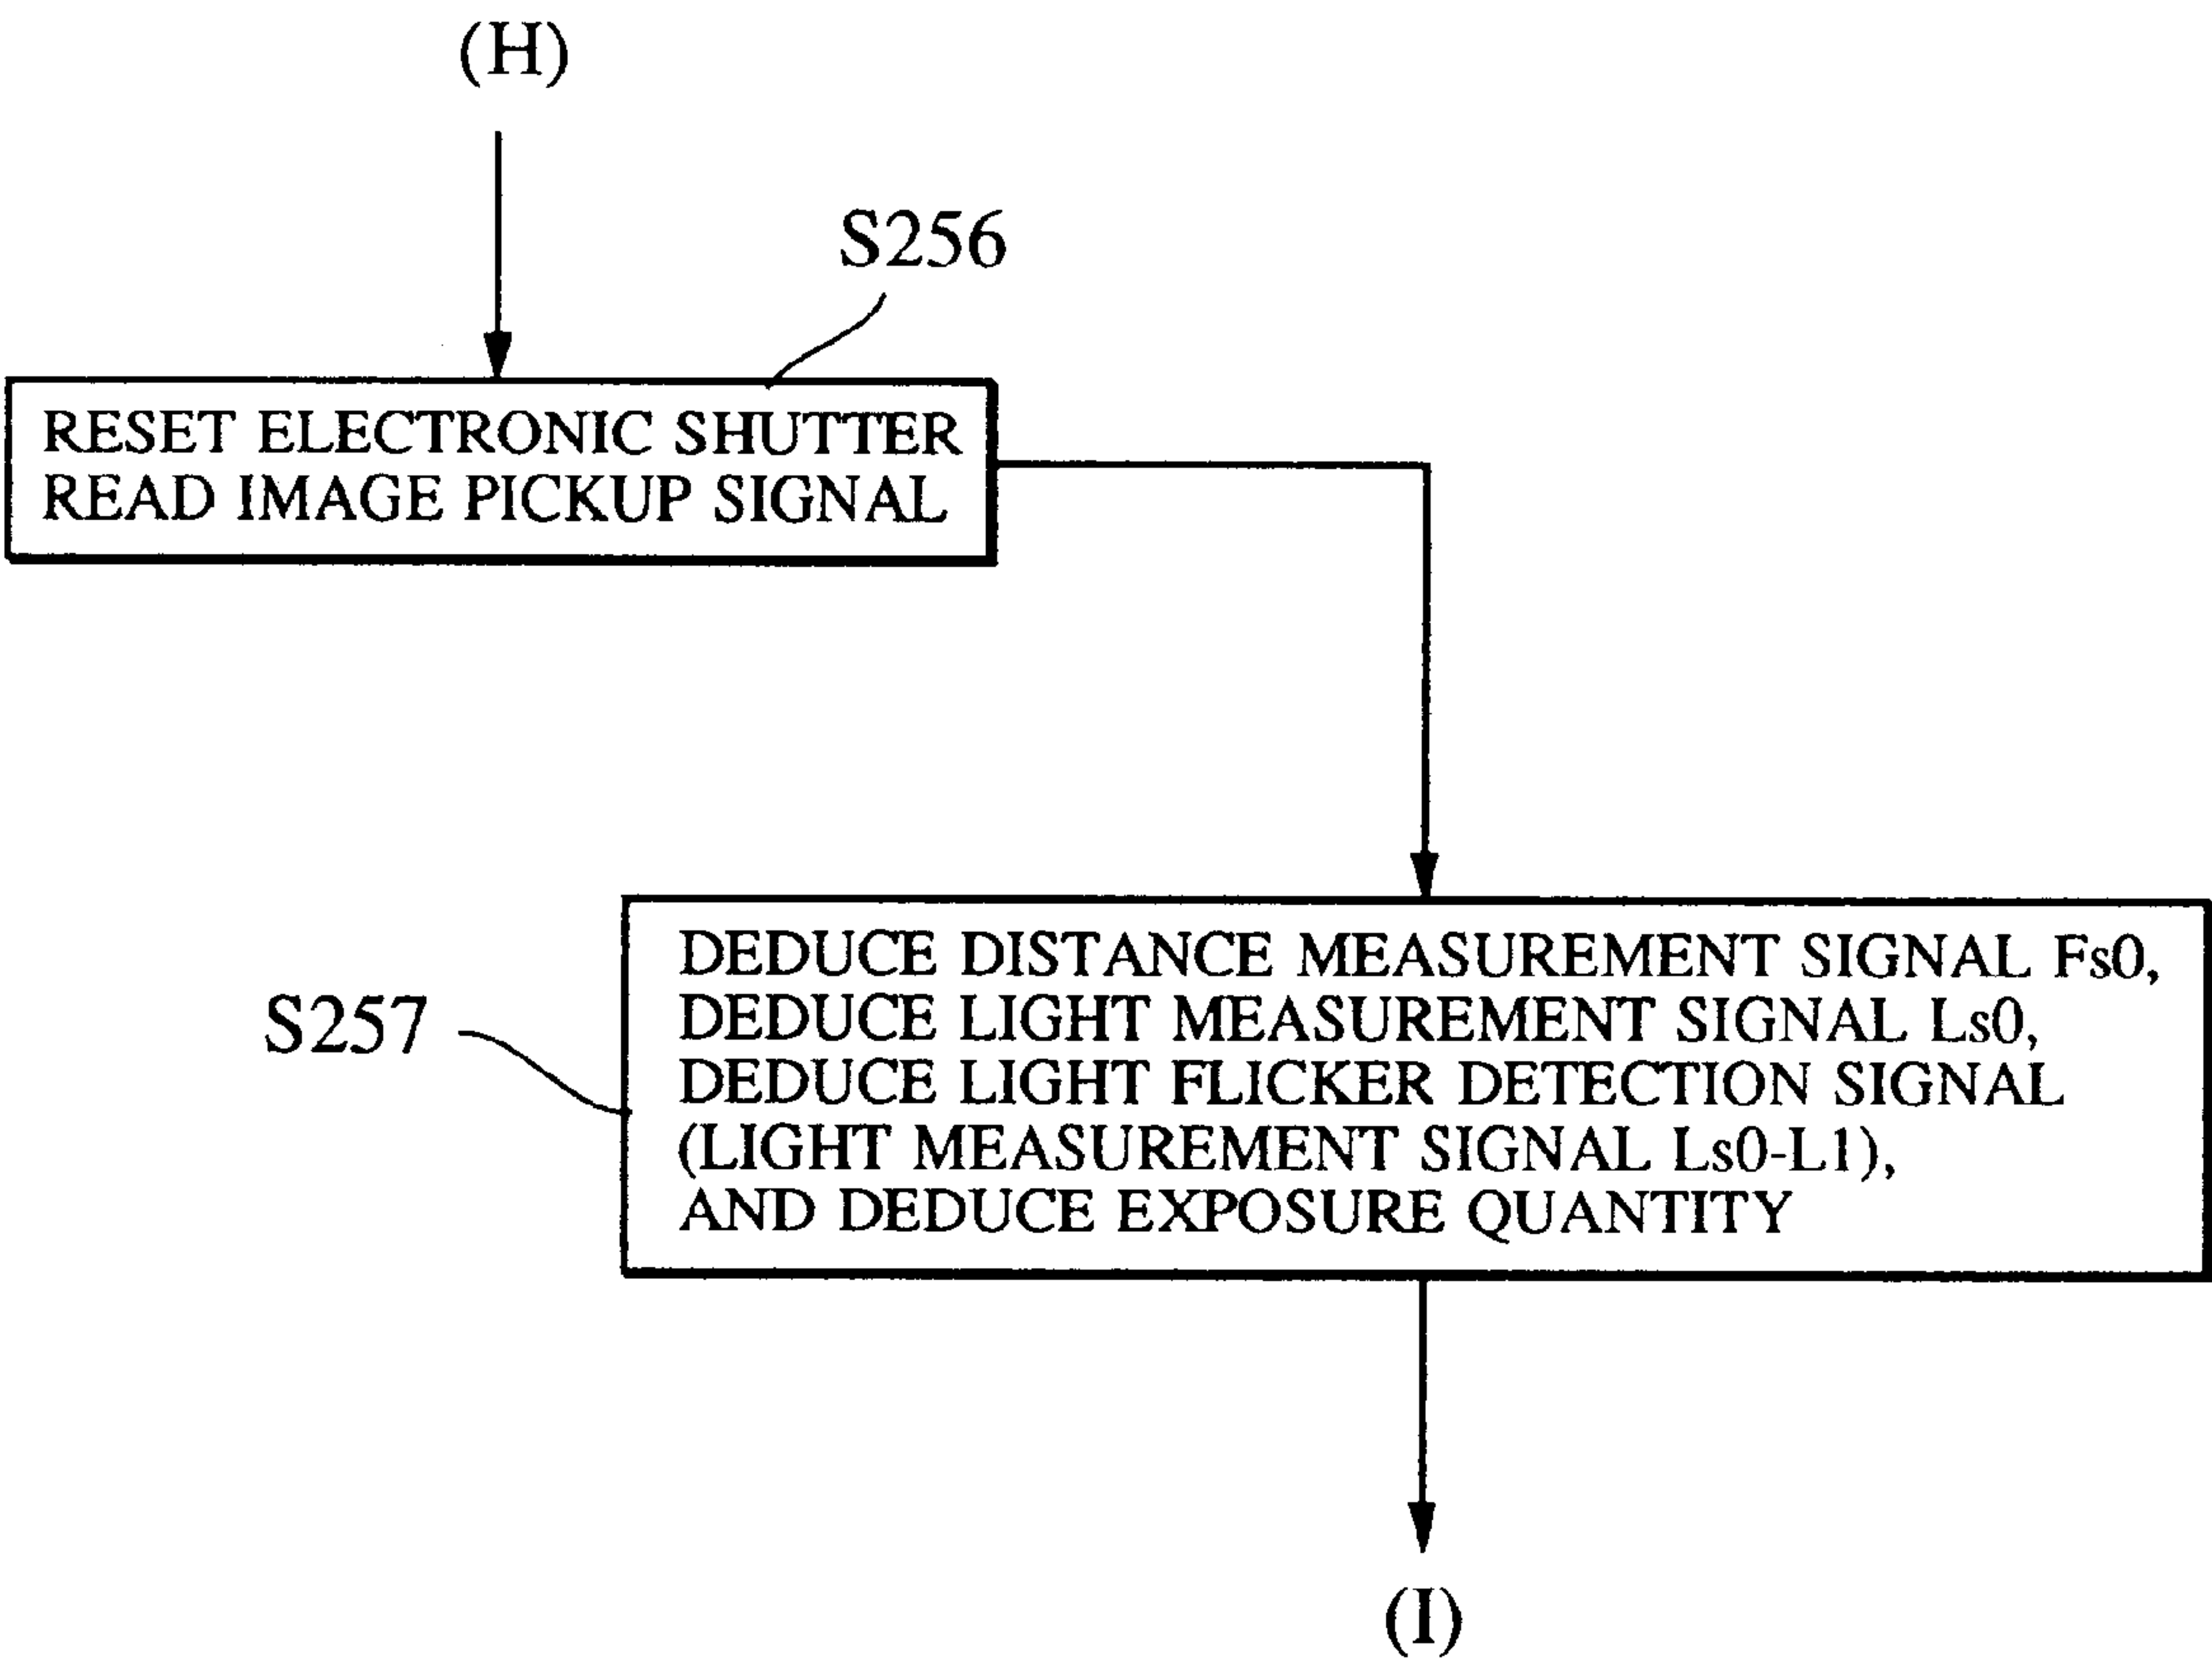 (H)
S256
RESET ELECTRONIC SHUTTER
READ IMAGE PICKUP SIGNAL
S257
DEDUCE DISTANCE MEASUREMENT SIGNAL Fs0,
DEDUCE LIGHT MEASUREMENT SIGNAL Ls0,
DEDUCE LIGHT FLICKER DETECTION SIGNAL
(LIGHT MEASUREMENT SIGNAL Ls0-L1),
AND DEDUCE EXPOSURE QUANTITY
(I)